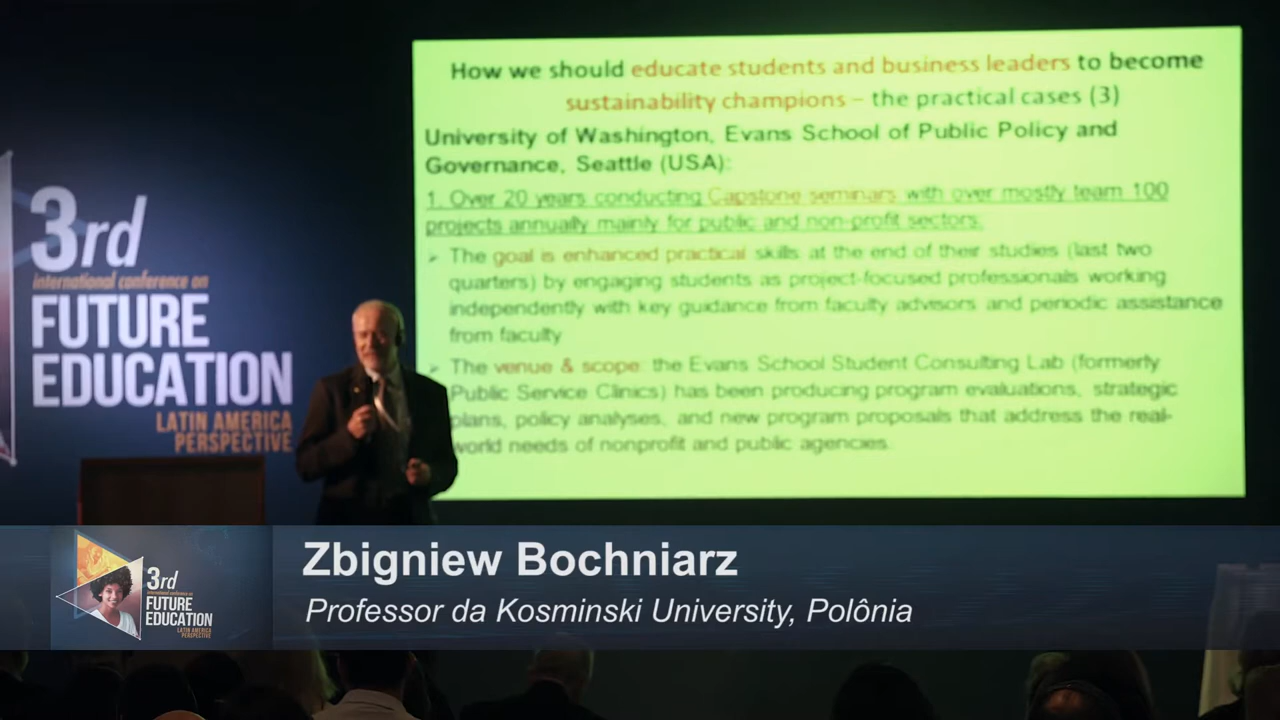 How we should educate students and business leaders to become
sustainability champions – the practical cases (3)
University of Washington, Evans School of Public Policy and
Governance, Seattle (USA):
1. Over 20 years conducting Capstone seminars with over mostly team 100
projects annually mainly for public and non-profit sectors.
The goal is enhanced practical skills at the end of their studies (last two
quarters) by engaging students as project-focused professionals working
independently with key guidance from faculty advisors and periodic assistance
from faculty
The venue & scope: the Evans School Student Consulting Lab (formerly
Public Service Clinics) has been producing program evaluations, strategic
plans, policy analyses, and new program proposals that address the real-
world needs of nonprofit and public agencies.
3rd
international conference on
FUTURE
EDUCATION
LATIN AMERICA
PERSPECTIVE
Zbigniew Bochniarz
Professor da Kosminski University, Polônia
3rd
international conference on
FUTURE
EDUCATION
LATIN AMERICA
PERSPECTIVE